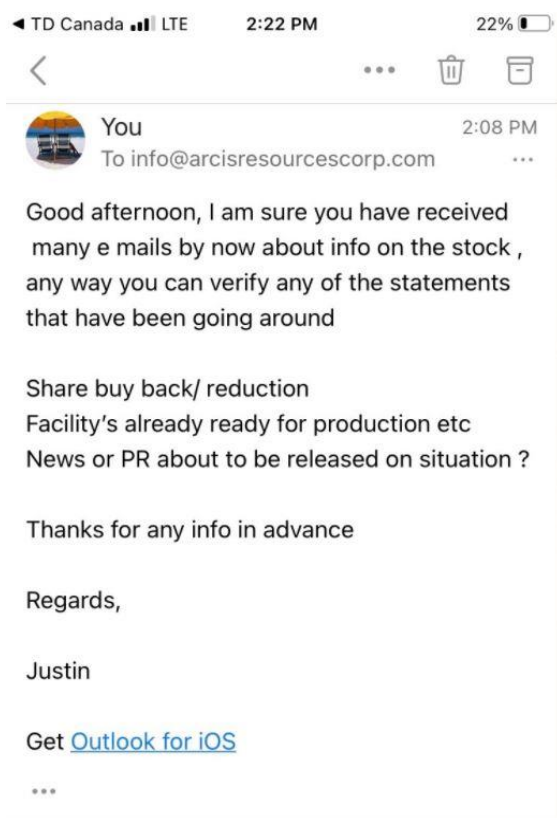 ◀ TD Canada LTE 2:22 PM 22%
You 2:08 PM
To info@arcisresourcescorp.com
Good afternoon, I am sure you have received
many e mails by now about info on the stock ,
any way you can verify any of the statements
that have been going around
Share buy back/ reduction
Facility’s already ready for production etc
News or PR about to be released on situation ?
Thanks for any info in advance
Regards,
Justin
Get Outlook for iOS